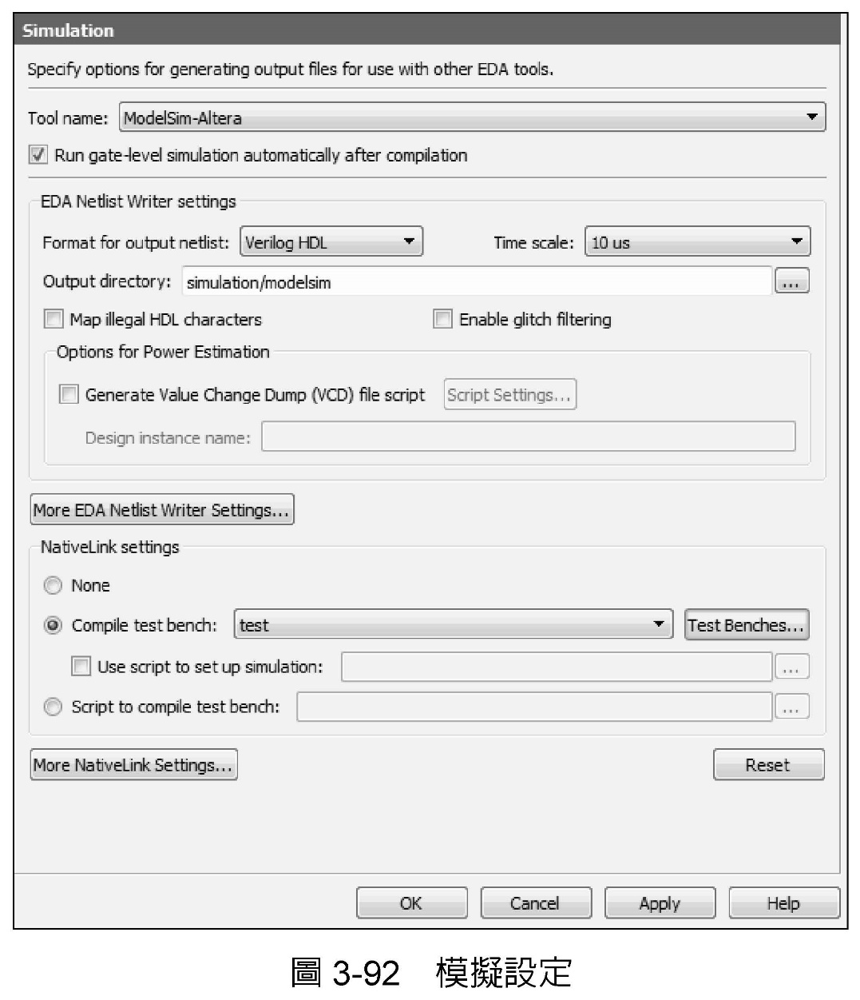 Simulation
Specify options for generating output files for use with other EDA tools.
Tool name: ModelSim-Altera
Run gate-level simulation automatically after compilation
EDA Netlist Writer settings
Format for output netlist: Verilog HDL Time scale: 10 us
Output directory: simulation/modelsim ...
Map illegal HDL characters Enable glitch filtering
Options for Power Estimation
Generate Value Change Dump (VCD) file script Script Settings...
Design instance name:
More EDA Netlist Writer Settings...
NativeLink settings
None
Compile test bench: test Test Benches...
Use script to set up simulation: ...
Script to compile test bench: ...
More NativeLink Settings... Reset
OK Cancel Apply Help
圖 3-92 模擬設定